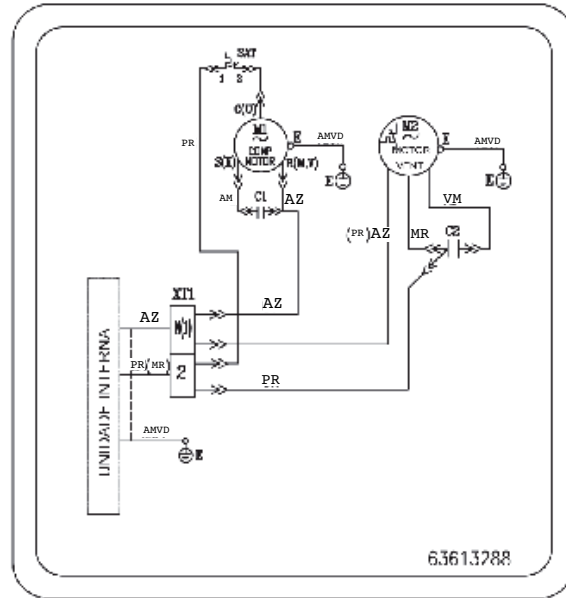 SAT
1 2
C(U)
PR
M1
~
COMP
MOTOR
E
AMVD
S(X)
R(M,V)
E
AM
C1
AZ
M2
~
MOTOR
VENT
E
AMVD
E
VM
(PR)AZ
MR
C2
XT1
AZ
AZ
N(1)
PR(MR)
2
PR
UNIDADE INTERNA
AMVD
E
63613288